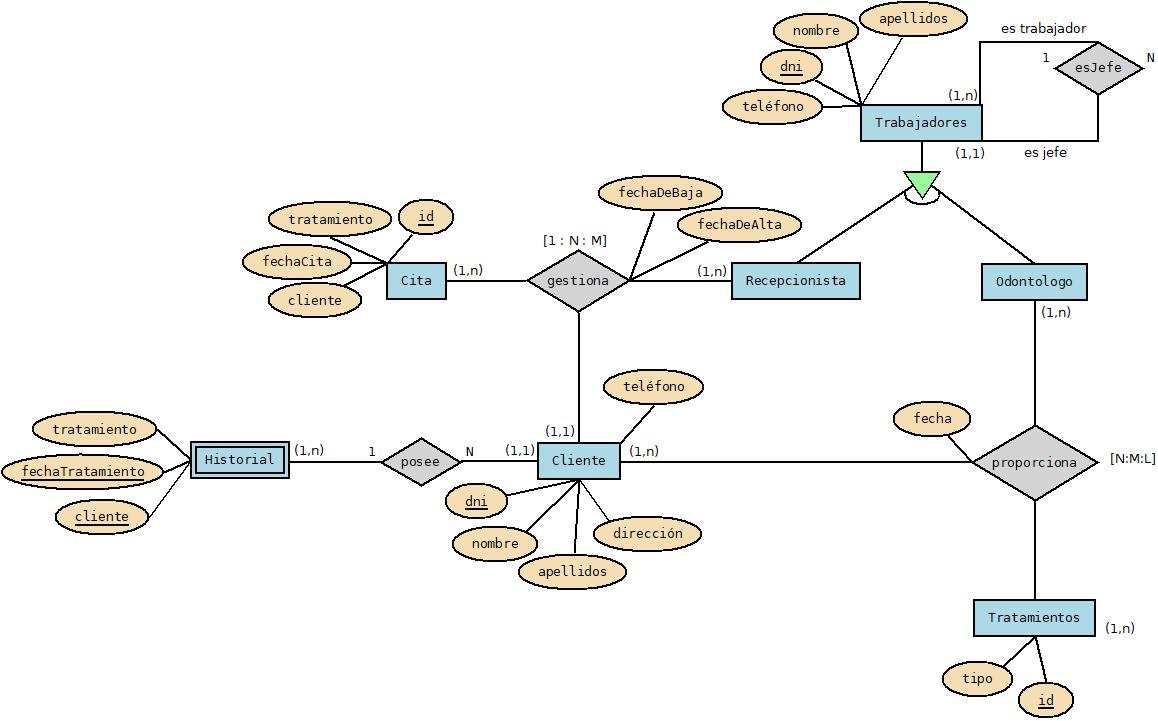 apellidos
nombre
es trabajador
dni
1
esJefe
N
teléfono
(1,n)
Trabajadores
(1,1)
es jefe
fechaDeBaja
tratamiento
id
fechaDeAlta
[1 : N : M]
fechaCita
(1,n)
(1,n)
Cita
gestiona
Recepcionista
Odontologo
cliente
(1,n)
teléfono
fecha
tratamiento
(1,1)
(1,n)
1
N
(1,1)
(1,n)
Historial
posee
Cliente
proporciona
[N:M:L]
fechaTratamiento
dni
cliente
dirección
nombre
apellidos
Tratamientos
(1,n)
tipo
id